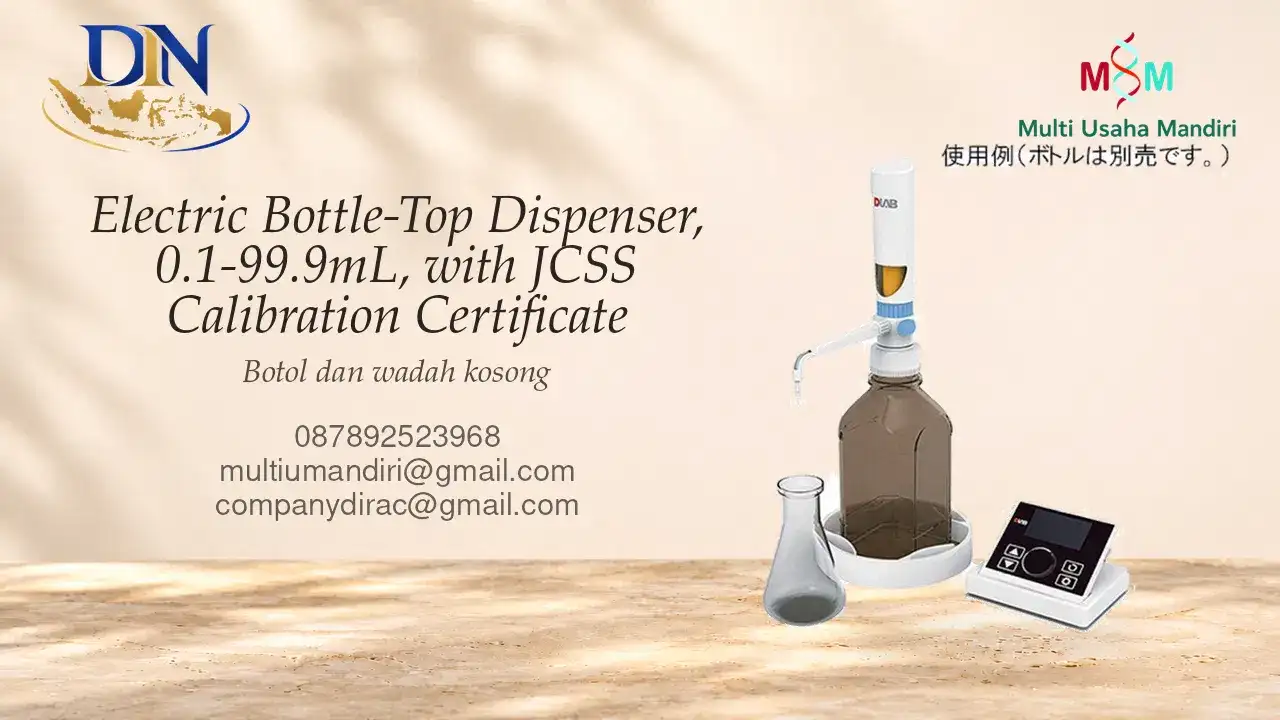 DN
MSM
Multi Usaha Mandiri
使用例（ボトルは別売です。）
Electric Bottle-Top Dispenser,
0.1-99.9mL, with JCSS
Calibration Certificate
Botol dan wadah kosong
087892523968
multiumandiri@gmail.com
companydirac@gmail.com
DLAB
DLAB